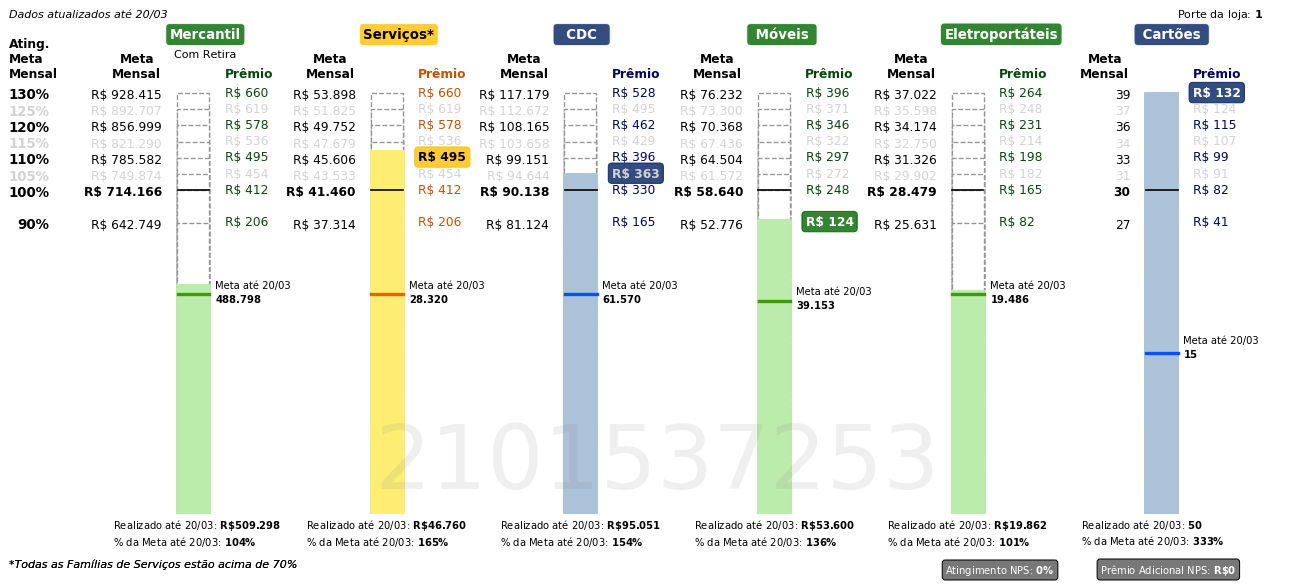 Dados atualizados até 20/03
Porte da loja: 1
Mercantil Serviços* CDC Móveis Eletroportáteis Cartões
Com Retira
Ating. Meta Mensal
Meta Mensal Prêmio Meta Mensal Prêmio Meta Mensal Prêmio Meta Mensal Prêmio Meta Mensal Prêmio Meta Mensal Prêmio
130% R$ 928.415 R$ 660 R$ 53.898 R$ 660 R$ 117.179 R$ 528 R$ 76.232 R$ 396 R$ 37.022 R$ 264 39 R$ 132
125% R$ 892.707 R$ 619 R$ 51.825 R$ 619 R$ 112.672 R$ 495 R$ 73.300 R$ 371 R$ 35.598 R$ 248 37 R$ 124
120% R$ 856.999 R$ 578 R$ 49.752 R$ 578 R$ 108.165 R$ 462 R$ 70.368 R$ 346 R$ 34.174 R$ 231 36 R$ 115
115% R$ 821.290 R$ 536 R$ 47.679 R$ 536 R$ 103.658 R$ 429 R$ 67.436 R$ 322 R$ 32.750 R$ 214 34 R$ 107
110% R$ 785.582 R$ 495 R$ 45.606 R$ 495 R$ 99.151 R$ 396 R$ 64.504 R$ 297 R$ 31.326 R$ 198 33 R$ 99
105% R$ 749.874 R$ 454 R$ 43.533 R$ 454 R$ 94.644 R$ 363 R$ 61.572 R$ 272 R$ 29.902 R$ 182 31 R$ 91
100% R$ 714.166 R$ 412 R$ 41.460 R$ 412 R$ 90.138 R$ 330 R$ 58.640 R$ 248 R$ 28.479 R$ 165 30 R$ 82
90% R$ 642.749 R$ 206 R$ 37.314 R$ 206 R$ 81.124 R$ 165 R$ 52.776 R$ 124 R$ 25.631 R$ 82 27 R$ 41
Meta até 20/03 Meta até 20/03 Meta até 20/03 Meta até 20/03 Meta até 20/03 Meta até 20/03
488.798 28.320 61.570 39.153 19.486 15
2101537253
Realizado até 20/03: R$509.298 Realizado até 20/03: R$46.760 Realizado até 20/03: R$95.051 Realizado até 20/03: R$53.600 Realizado até 20/03: R$19.862 Realizado até 20/03: 50
% da Meta até 20/03: 104% % da Meta até 20/03: 165% % da Meta até 20/03: 154% % da Meta até 20/03: 136% % da Meta até 20/03: 101% % da Meta até 20/03: 333%
*Todas as Famílias de Serviços estão acima de 70%
Atingimento NPS: 0% Prêmio Adicional NPS: R$0